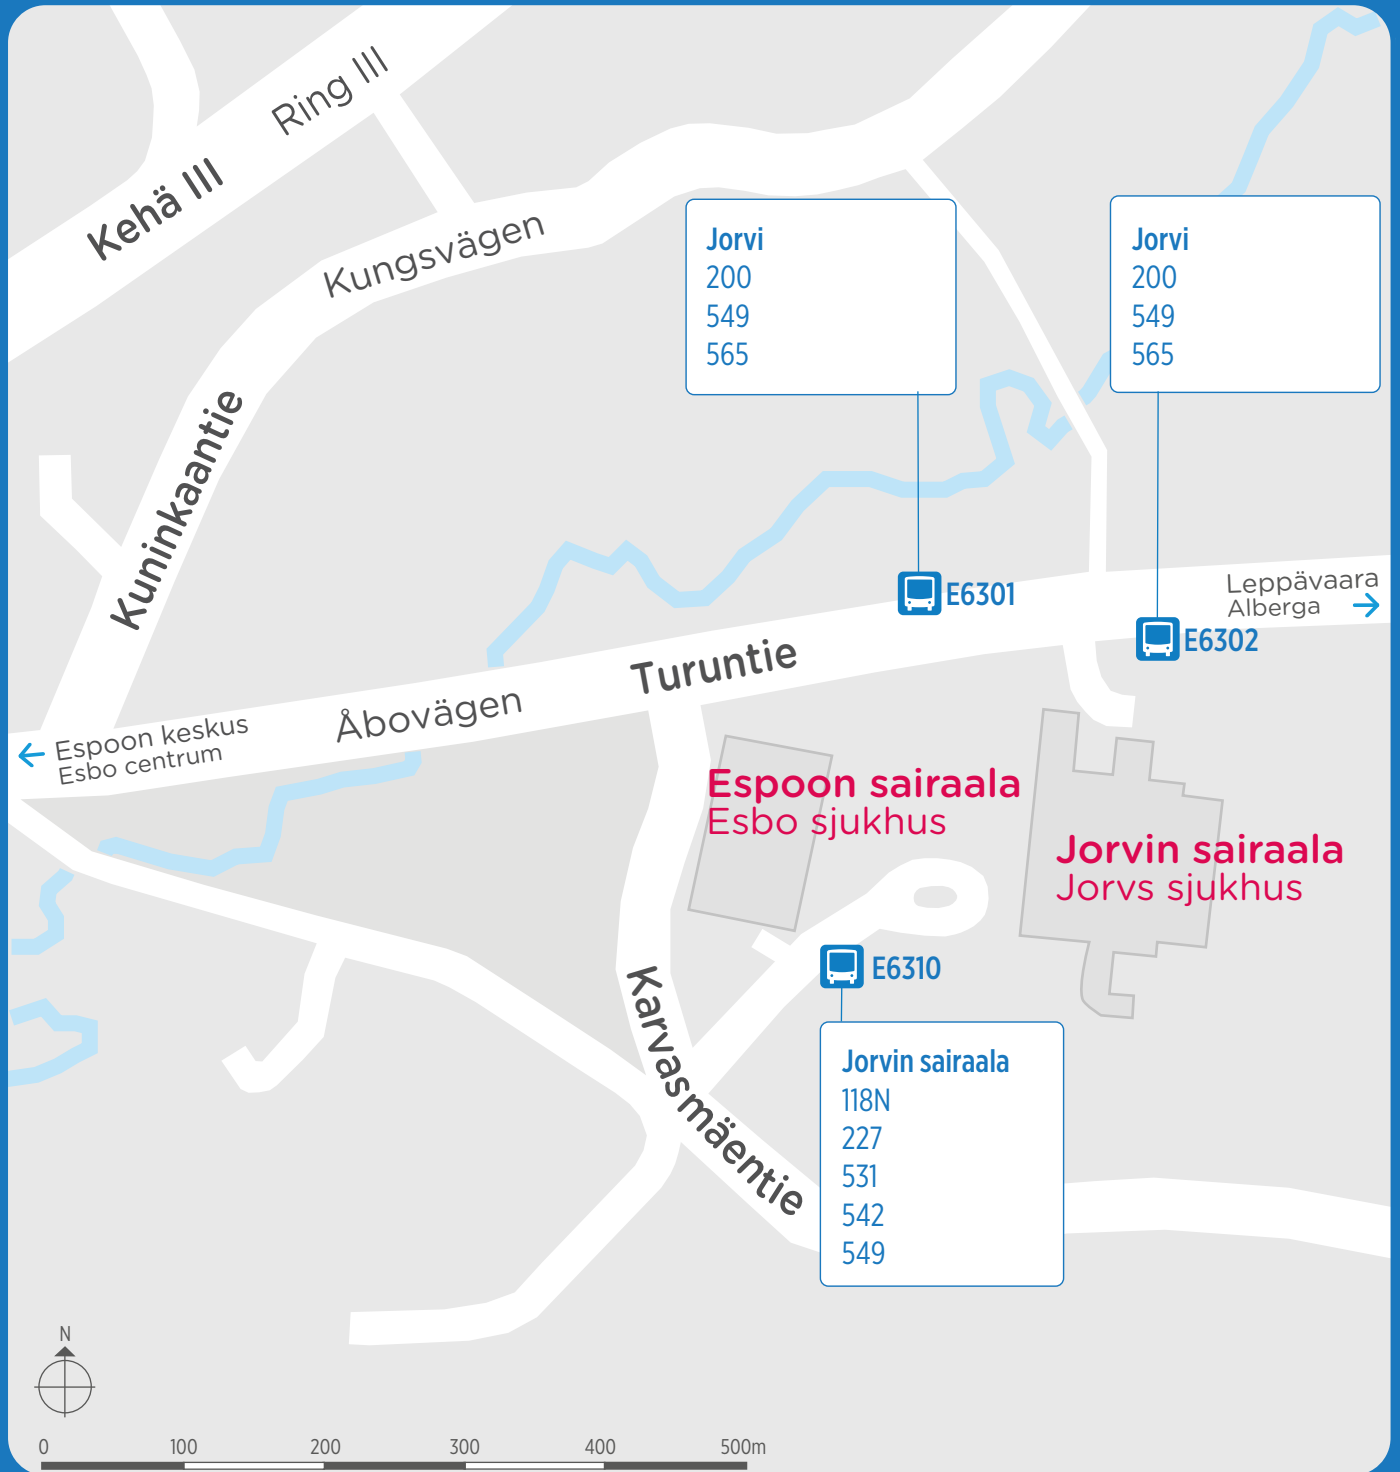 Ring III
Kehä III
Kungsvägen
Kuninkaantie
Jorvi
200
549
565
Jorvi
200
549
565
E6301
E6302
Leppävaara
Alberga
Turuntie
Åbovägen
Espoon keskus
Esbo centrum
Espoon sairaala
Esbo sjukhus
Jorvin sairaala
Jorvs sjukhus
E6310
Karvasmäentie
Jorvin sairaala
118N
227
531
542
549
N
0 100 200 300 400 500m